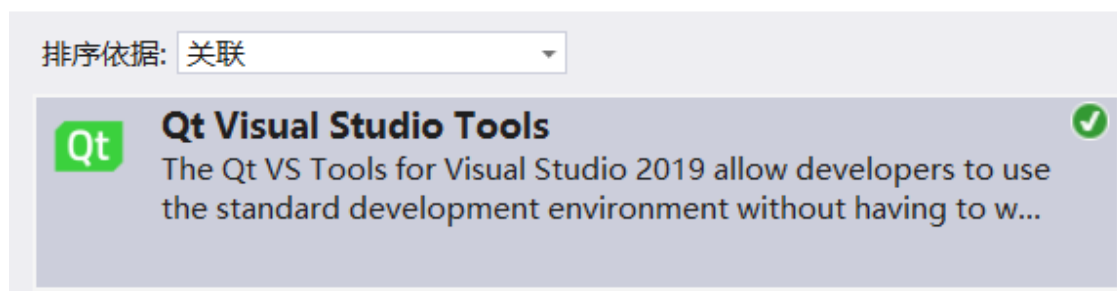 排序依据: 关联
Qt Visual Studio Tools
Qt
The Qt VS Tools for Visual Studio 2019 allow developers to use
the standard development environment without having to w...